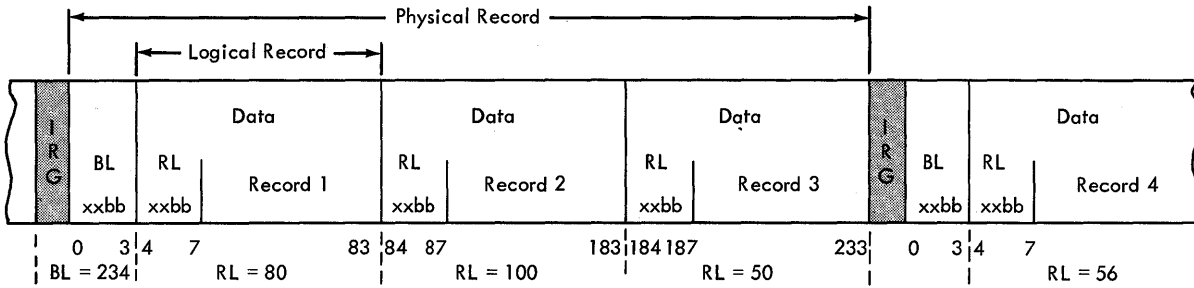 Physical Record
Logical Record
Data Data Data
IRG BL RL Record 1 RL Record 2 RL Record 3 IRG BL RL Record 4
xxbb xxbb xxbb xxbb xxbb xxbb
0 3 4 7 83 84 87 183 184 187 233 0 3 4 7
BL = 234 RL = 80 RL = 100 RL = 50 RL = 56